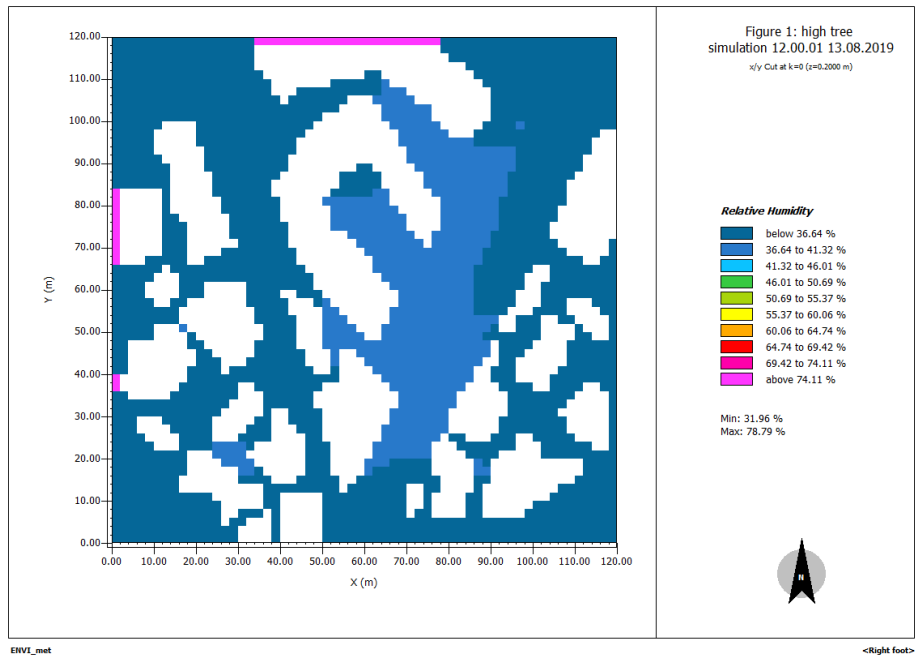 Figure 1: high tree
simulation 12.00.01 13.08.2019
x/y Cut at k=0 (z=0.2000 m)
120.00
110.00
100.00
90.00
80.00
70.00
60.00
50.00
40.00
30.00
20.00
10.00
0.00
Y (m)
0.00 10.00 20.00 30.00 40.00 50.00 60.00 70.00 80.00 90.00 100.00 110.00 120.00
X (m)
Relative Humidity
below 36.64 %
36.64 to 41.32 %
41.32 to 46.01 %
46.01 to 50.69 %
50.69 to 55.37 %
55.37 to 60.06 %
60.06 to 64.74 %
64.74 to 69.42 %
69.42 to 74.11 %
above 74.11 %
Min: 31.96 %
Max: 78.79 %
N
ENVI_met
<Right foot>